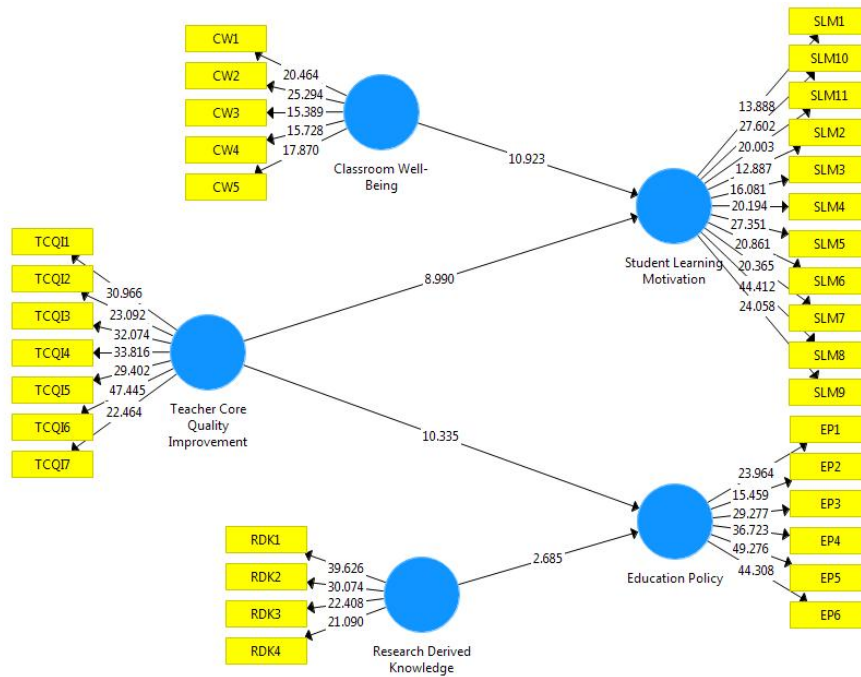 CW1
CW2
CW3
CW4
CW5
20.464
25.294
15.389
15.728
17.870
Classroom Well-
Being
10.923
SLM1
SLM10
SLM11
SLM2
SLM3
SLM4
SLM5
SLM6
SLM7
SLM8
SLM9
13.888
27.602
20.003
12.887
16.081
20.194
27.351
20.861
20.365
44.412
24.058
Student Learning
Motivation
8.990
TCQI1
TCQI2
TCQI3
TCQI4
TCQI5
TCQI6
TCQI7
30.966
23.092
32.074
33.816
29.402
47.445
22.464
Teacher Core
Quality
Improvement
10.335
EP1
EP2
EP3
EP4
EP5
EP6
23.964
15.459
29.277
36.723
49.276
44.308
Education Policy
2.685
RDK1
RDK2
RDK3
RDK4
39.626
30.074
22.408
21.090
Research Derived
Knowledge